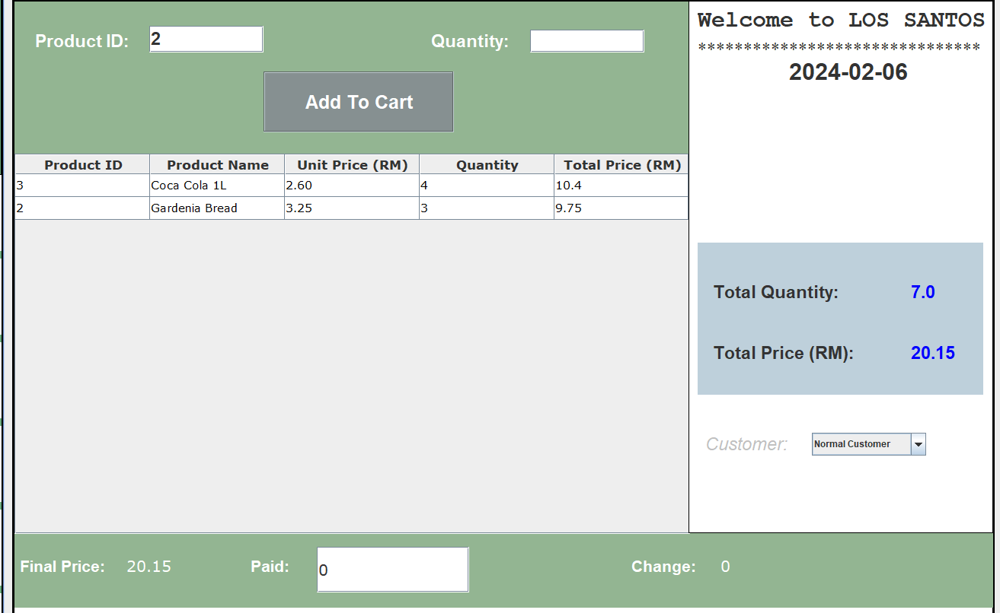 Product ID: 2 Quantity:
Add To Cart
Product ID Product Name Unit Price (RM) Quantity Total Price (RM)
3 Coca Cola 1L 2.60 4 10.4
2 Gardenia Bread 3.25 3 9.75
Welcome to LOS SANTOS
*******************************
2024-02-06
Total Quantity: 7.0
Total Price (RM): 20.15
Customer: Normal Customer
Final Price: 20.15 Paid: 0 Change: 0